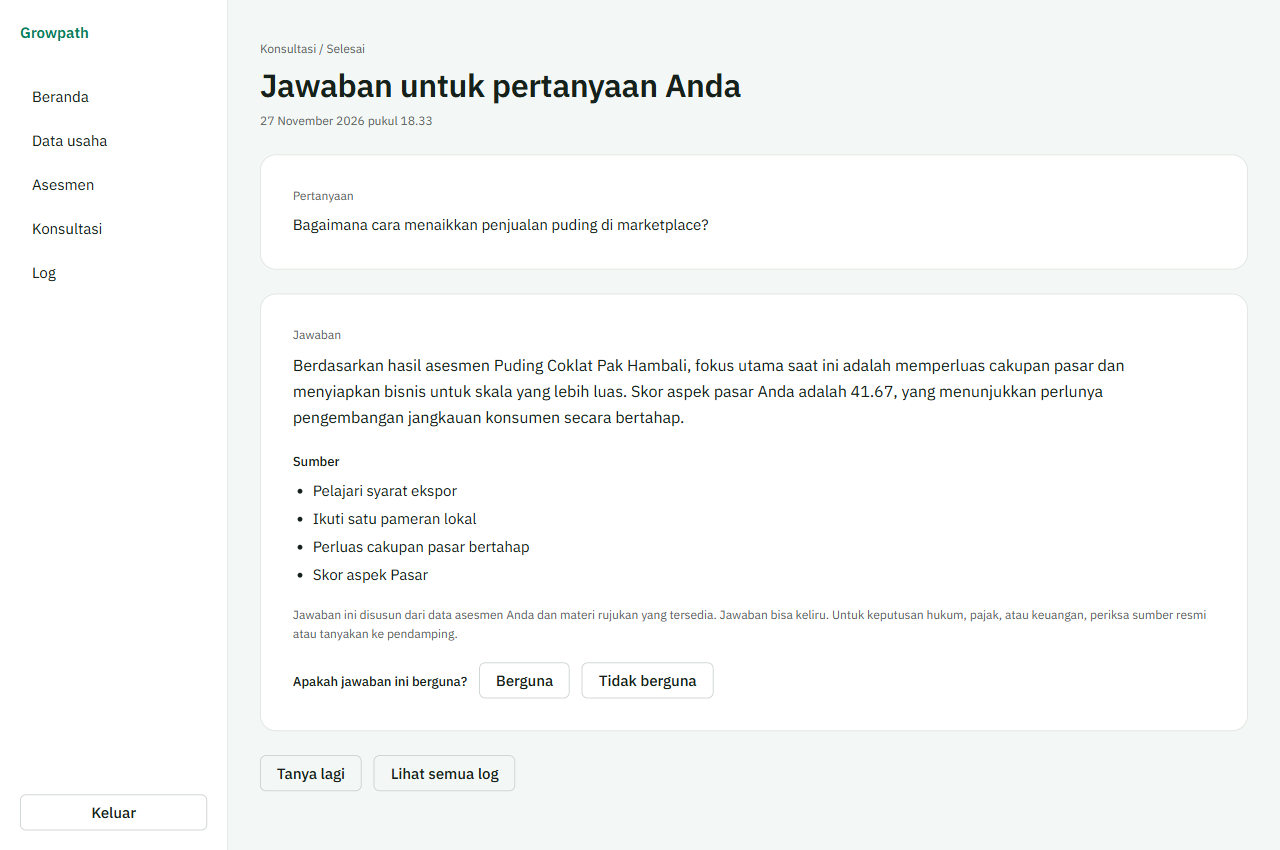 Growpath
Beranda
Data usaha
Asesmen
Konsultasi
Log
Keluar
Konsultasi / Selesai
Jawaban untuk pertanyaan Anda
27 November 2026 pukul 18.33
Pertanyaan
Bagaimana cara menaikkan penjualan puding di marketplace?
Jawaban
Berdasarkan hasil asesmen Puding Coklat Pak Hambali, fokus utama saat ini adalah memperluas cakupan pasar dan
menyiapkan bisnis untuk skala yang lebih luas. Skor aspek pasar Anda adalah 41.67, yang menunjukkan perlunya
pengembangan jangkauan konsumen secara bertahap.
Sumber
• Pelajari syarat ekspor
• Ikuti satu pameran lokal
• Perluas cakupan pasar bertahap
• Skor aspek Pasar
Jawaban ini disusun dari data asesmen Anda dan materi rujukan yang tersedia. Jawaban bisa keliru. Untuk keputusan hukum, pajak, atau keuangan, periksa sumber resmi
atau tanyakan ke pendamping.
Apakah jawaban ini berguna? Berguna Tidak berguna
Tanya lagi Lihat semua log